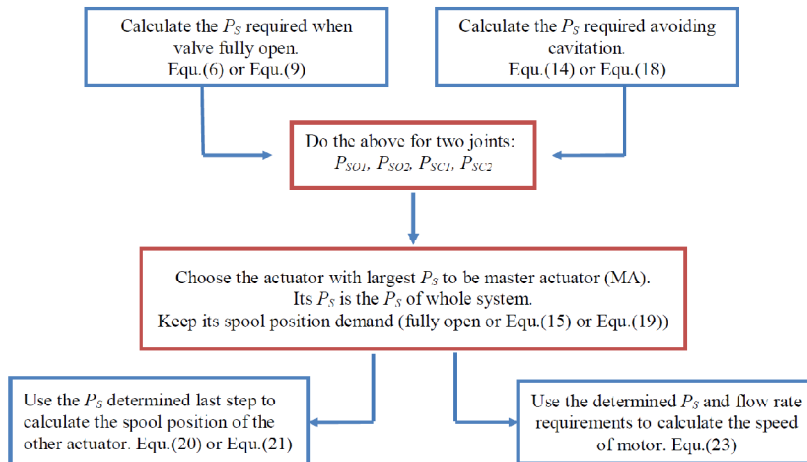 Calculate the P_S required when
valve fully open.
Equ.(6) or Equ.(9)
Calculate the P_S required avoiding
cavitation.
Equ.(14) or Equ.(18)
Do the above for two joints:
P_SO1, P_SO2, P_SC1, P_SC2
Choose the actuator with largest P_S to be master actuator (MA).
Its P_S is the P_S of whole system.
Keep its spool position demand (fully open or Equ.(15) or Equ.(19))
Use the P_S determined last step to
calculate the spool position of the
other actuator. Equ.(20) or Equ.(21)
Use the determined P_S and flow rate
requirements to calculate the speed
of motor. Equ.(23)